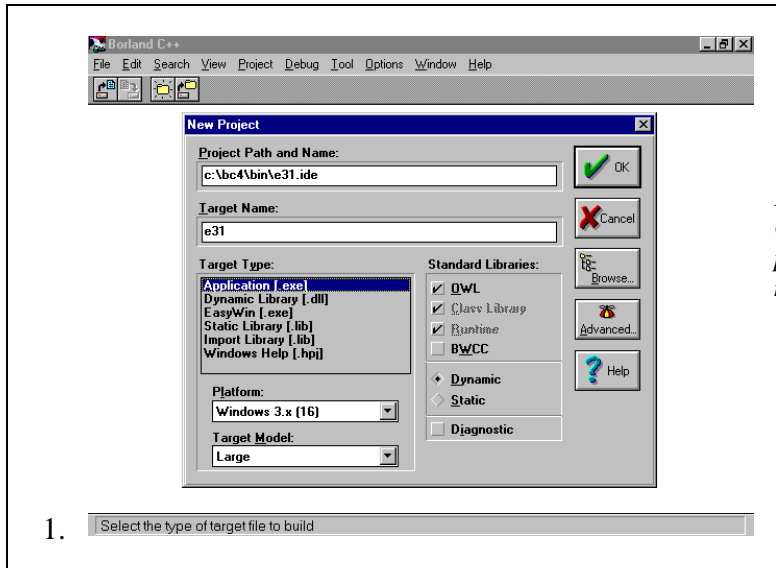 Borland C++
File Edit Search View Project Debug Tool Options Window Help
New Project
Project Path and Name:
c:\bc4\bin\e31.ide
OK
Target Name:
e31
Cancel
Target Type:
Application [.exe]
Dynamic Library [.dll]
EasyWin [.exe]
Static Library [.lib]
Import Library [.lib]
Windows Help [.hpj]
Standard Libraries:
OWL
Class Library
Runtime
BWCC
Browse...
Advanced...
Dynamic
Static
Help
Platform:
Windows 3.x (16)
Diagnostic
Target Model:
Large
1.
Select the type of target file to build